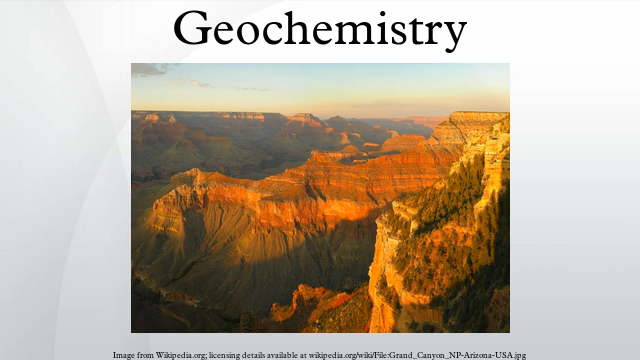 Geochemistry
Image from Wikipedia.org; licensing details available at wikipedia.org/wiki/File:Grand_Canyon_NP-Arizona-USA.jpg